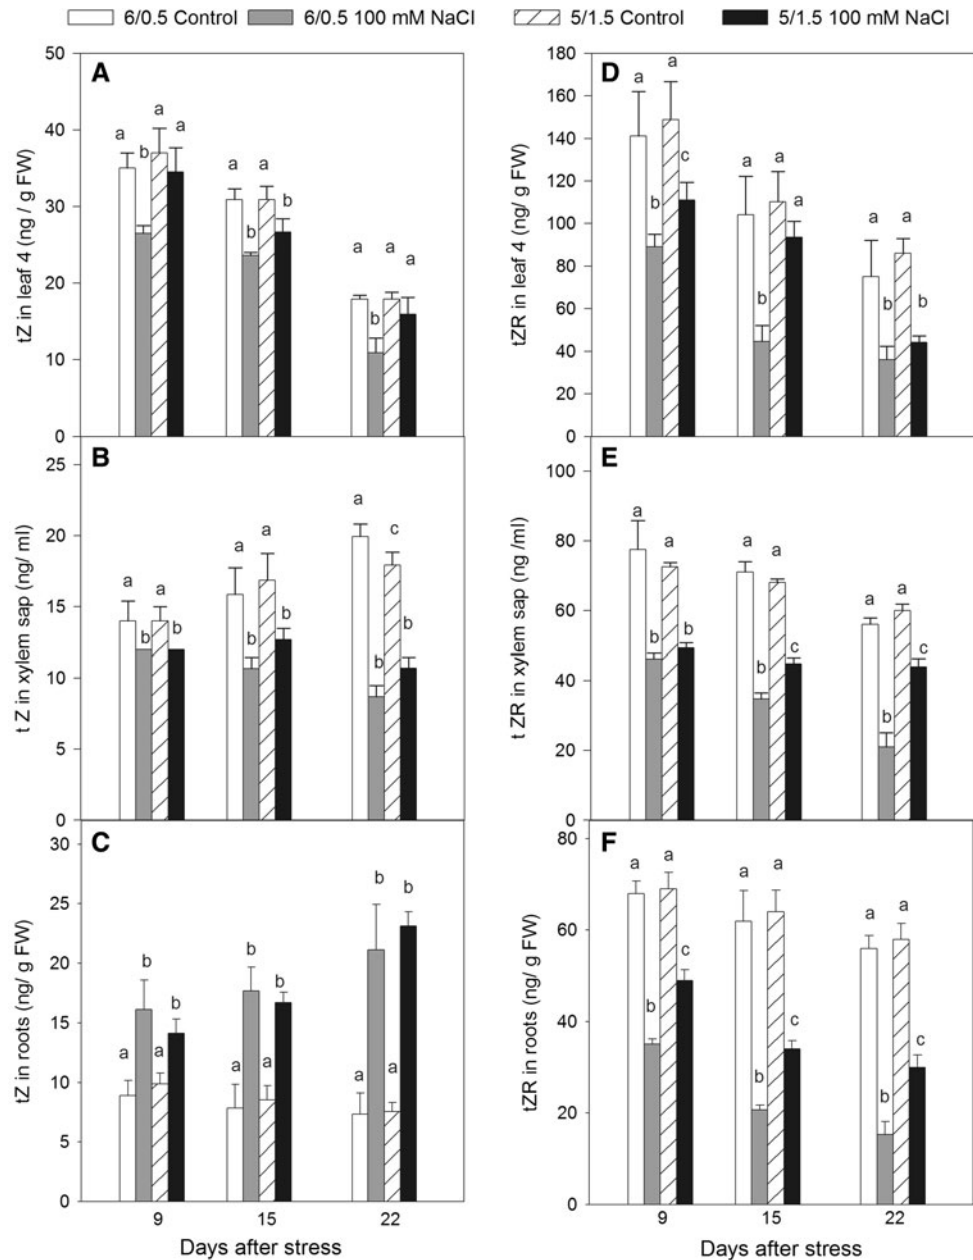 6/0.5 Control 6/0.5 100 mM NaCl 5/1.5 Control 5/1.5 100 mM NaCl
A
tZ in leaf 4 (ng / g FW)
50
40
30
20
10
0
a b a a
a b a b
a b a a
D
tZR in leaf 4 (ng/ g FW)
180
160
140
120
100
80
60
40
20
0
a b a c
a b a a
a b a b
B
t Z in xylem sap (ng/ ml)
25
20
15
10
5
0
a b a b
a b a b
a b c b
E
t ZR in xylem sap (ng /ml)
100
80
60
40
20
0
a b a b
a b a c
a b a c
C
tZ in roots (ng/ g FW)
30
25
20
15
10
5
0
a b a b
a b a b
a b a b
9 15 22
Days after stress
F
tZR in roots (ng/ g FW)
80
60
40
20
0
a b a c
a b a c
a b a c
9 15 22
Days after stress